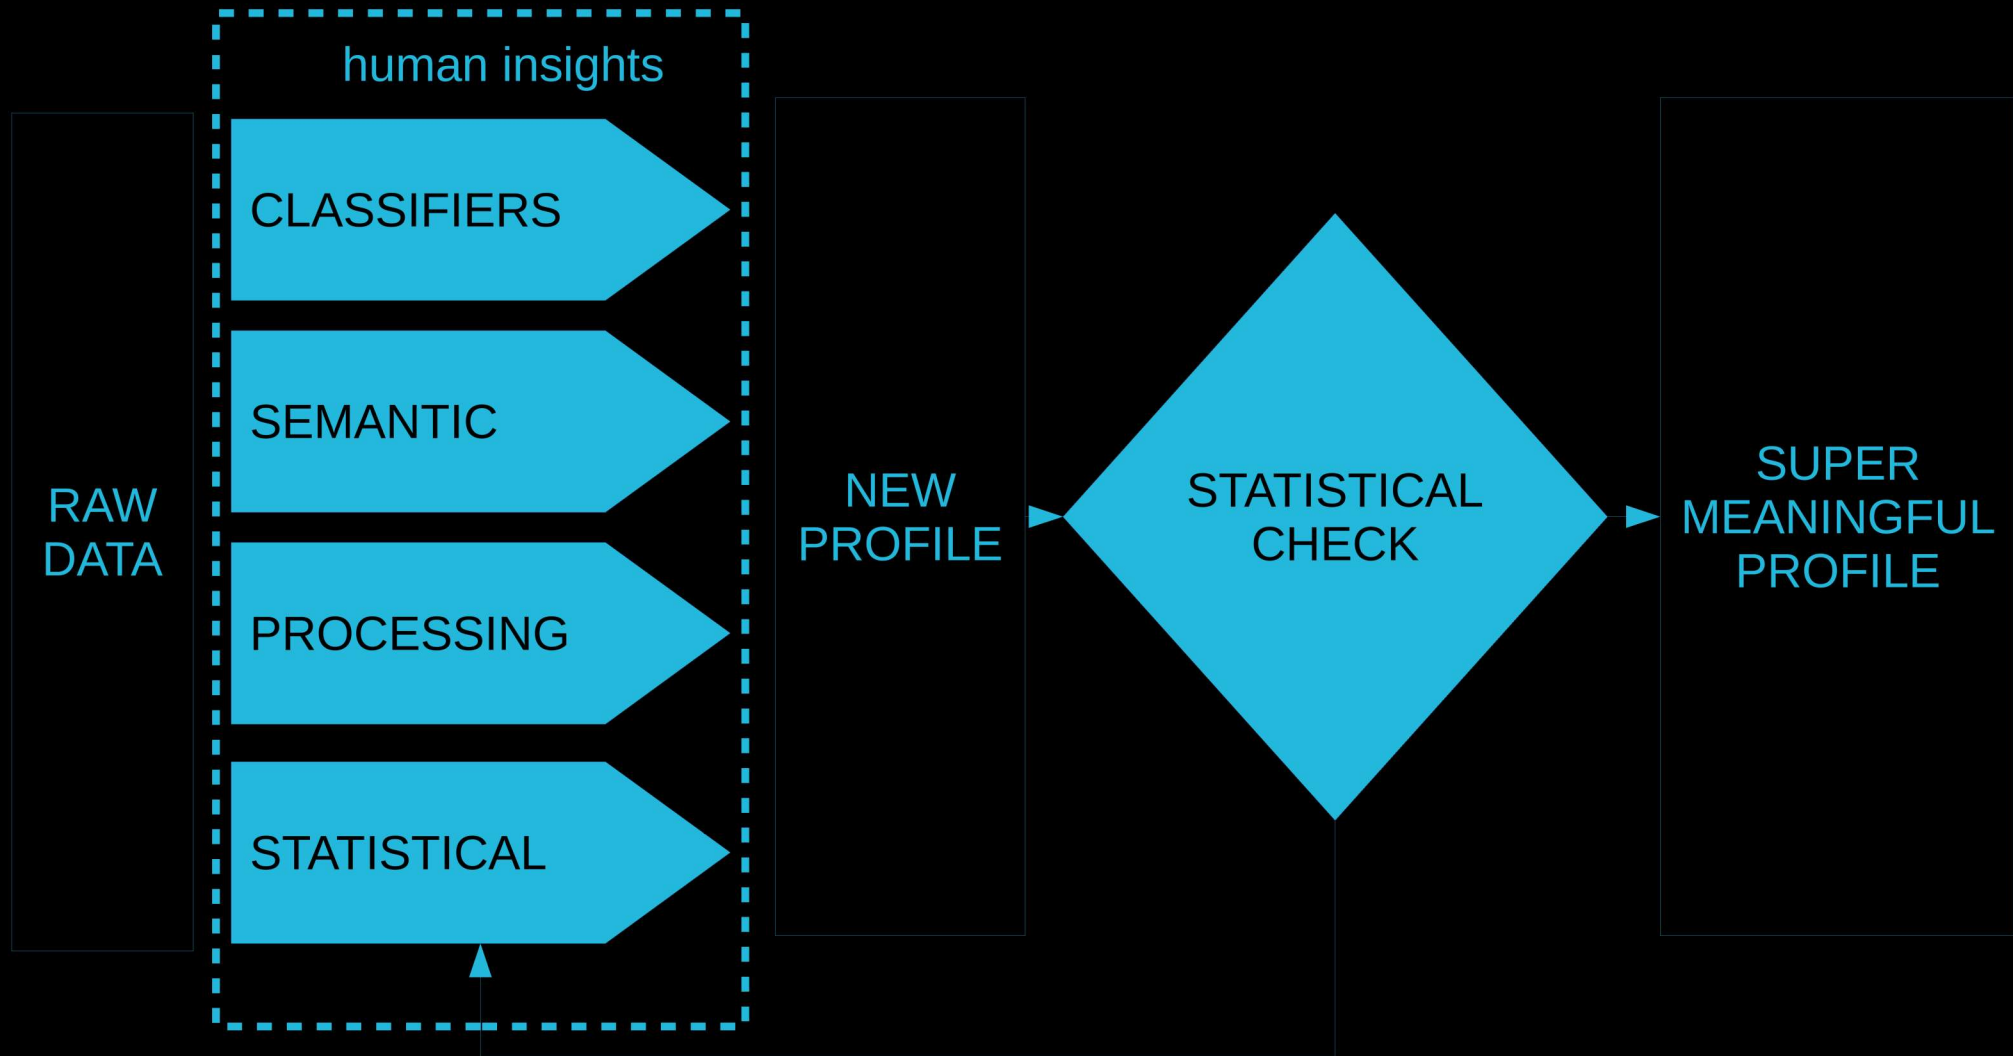 human insights
RAW
DATA
CLASSIFIERS
SEMANTIC
PROCESSING
STATISTICAL
NEW
PROFILE
STATISTICAL
CHECK
SUPER
MEANINGFUL
PROFILE